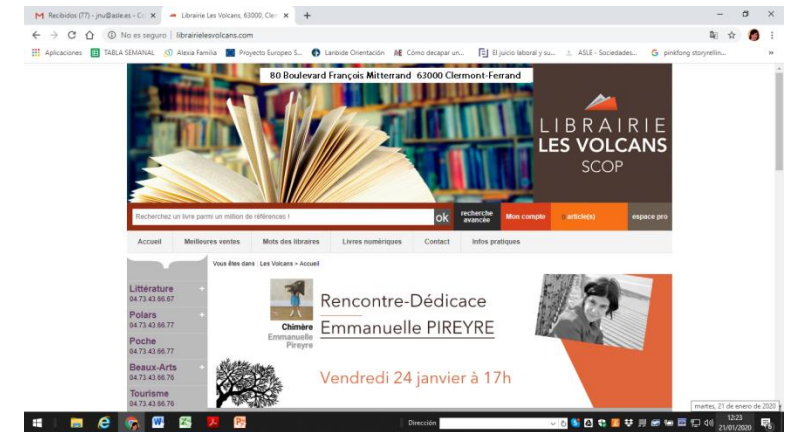 Recibidos (77) - jnu@asle.es - Co
Librairie Les Volcans, 63000, Cler
No es seguro | librairielesvolcans.com
Aplicaciones
TABLA SEMANAL
Alexia Familia
Proyecto Europeo S...
Lanbide Orientación
Cómo decapar un...
El juicio laboral y su...
ASLE - Sociedades...
pinkfong storyrellin...
80 Boulevard François Mitterrand 63000 Clermont-Ferrand
LIBRAIRIE
LES VOLCANS
SCOP
Recherchez un livre parmi un million de références !
ok
recherche
avancée
Mon compte
0 article(s)
espace pro
Accueil
Meilleures ventes
Mots des libraires
Livres numériques
Contact
Infos pratiques
Vous êtes dans : Les Volcans > Accueil
Littérature +
04.73.43.66.67
Polars +
04.73.43.66.77
Poche
04.73.43.66.77
Beaux-Arts +
04.73.43.66.76
Tourisme
04.73.43.66.76
Chimère
Emmanuelle
Pireyre
Rencontre-Dédicace
Emmanuelle PIREYRE
Vendredi 24 janvier à 17h
martes, 21 de enero de 2020
Dirección
12:23
21/01/2020